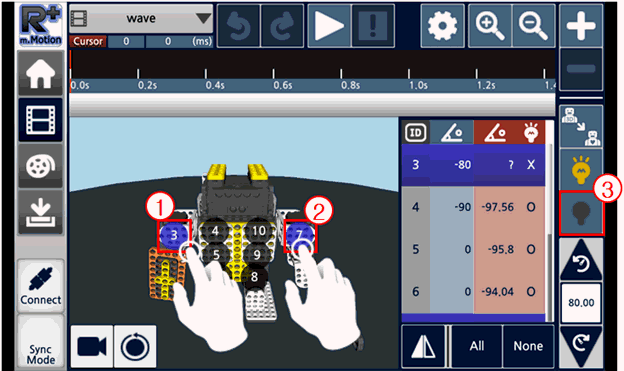 R+
m.Motion
wave
Cursor 0 0 (ms)
0.0s 0.2s 0.4s 0.6s 0.8s 1.0s 1.2s 1.4
ID
3 -80 ? X
4 -90 -97,56 O
5 0 -95,8 O
6 0 -94,04 O
1
2
3
3
4
10
7
5
9
8
Connect
Sync
Mode
All
None
80,00